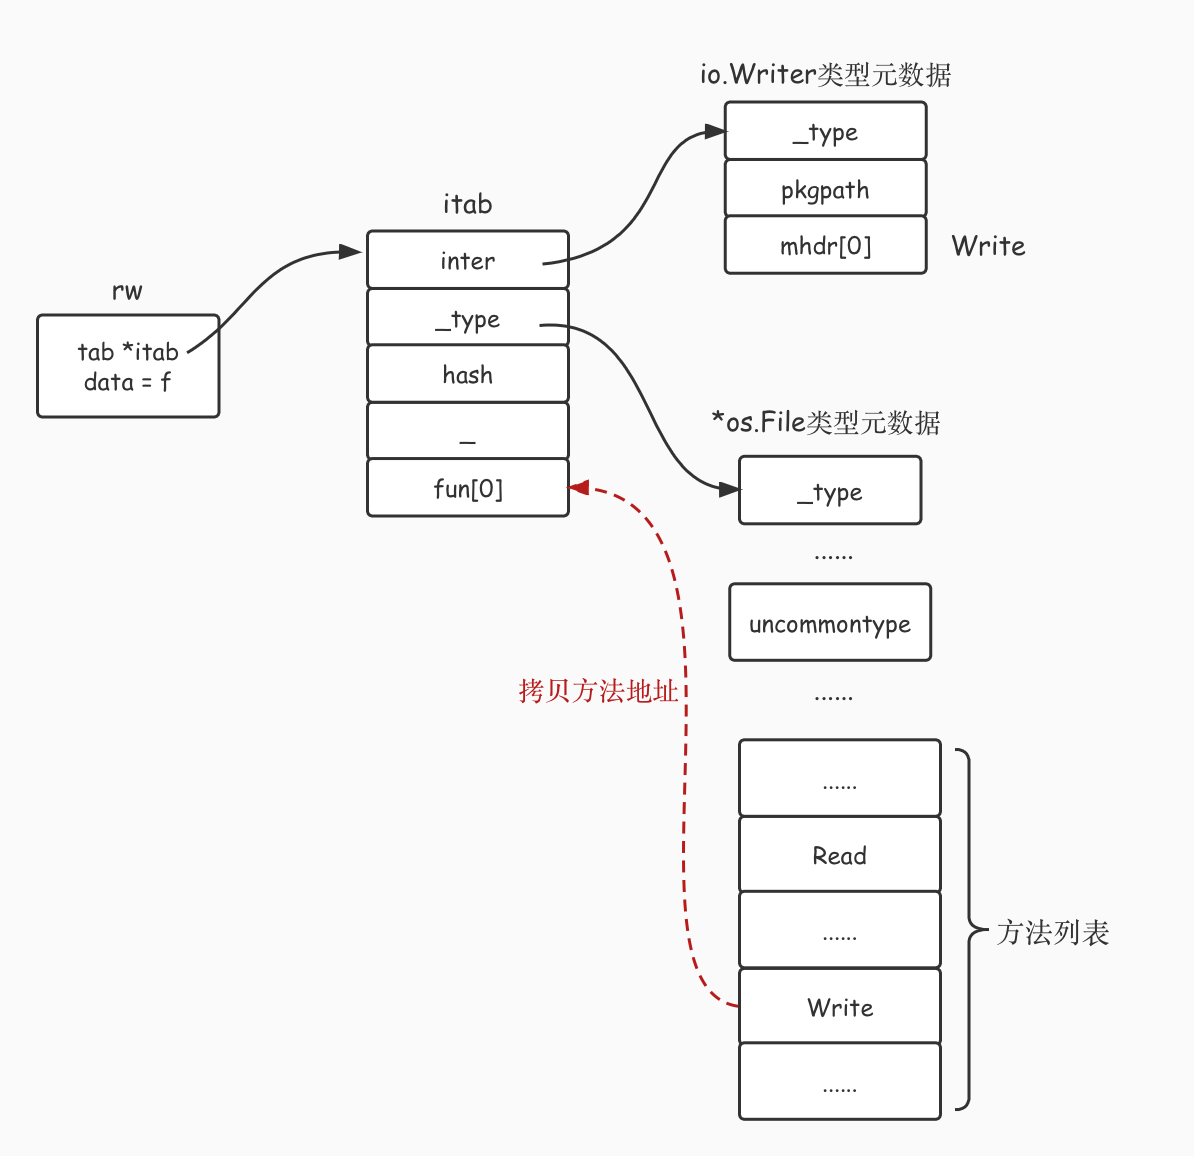 io.Writer类型元数据
_type
pkgpath
mhdr[0]
Write
itab
inter
_type
hash
_
fun[0]
rw
tab *itab
data = f
*os.File类型元数据
_type
......
uncommontype
......
拷贝方法地址
......
Read
......
Write
......
方法列表